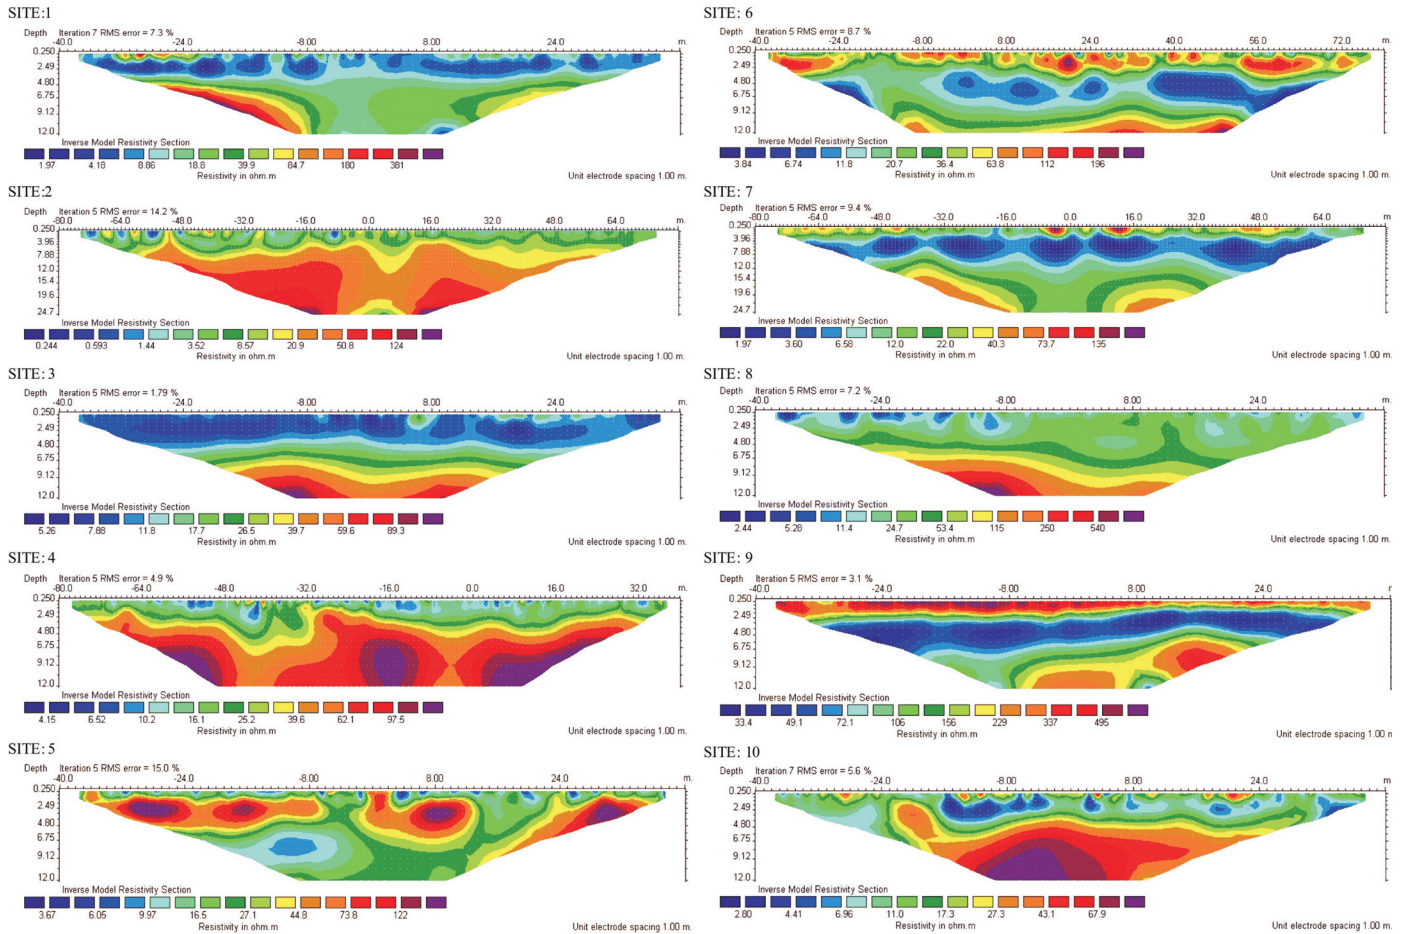 SITE:1
Depth Iteration 7 RMS error = 7.3 %
-40.0 -24.0 -8.00 8.00 24.0 m.
0.250
2.49
4.80
6.75
9.12
12.0
Inverse Model Resistivity Section
1.97 4.18 8.86 18.8 39.9 84.7 180 381
Resistivity in ohm.m
Unit electrode spacing 1.00 m.
SITE:2
Depth Iteration 5 RMS error = 14.2 %
-80.0 -64.0 -48.0 -32.0 -16.0 0.0 16.0 32.0 64.0 m.
0.250
3.96
7.88
12.0
15.4
19.6
24.7
Inverse Model Resistivity Section
0.244 0.593 1.44 3.52 8.57 20.9 50.8 124
Resistivity in ohm.m
Unit electrode spacing 1.00 m.
SITE: 3
Depth Iteration 5 RMS error = 1.79 %
-40.0 -24.0 -8.00 8.00 24.0 m.
0.250
2.49
4.80
6.75
9.12
12.0
Inverse Model Resistivity Section
5.26 7.88 11.8 17.7 26.5 39.7 59.6 89.3
Resistivity in ohm.m
Unit electrode spacing 1.00 m.
SITE: 4
Depth Iteration 5 RMS error = 4.9 %
-80.0 -64.0 -48.0 -32.0 -16.0 0.0 16.0 32.0 m.
0.250
2.49
4.80
6.75
9.12
12.0
Inverse Model Resistivity Section
4.15 6.52 10.2 16.1 25.2 39.6 62.1 97.5
Resistivity in ohm.m
Unit electrode spacing 1.00 m.
SITE: 5
Depth Iteration 5 RMS error = 15.0 %
-40.0 -24.0 -8.00 8.00 24.0 m.
0.250
2.49
4.80
6.75
9.12
12.0
Inverse Model Resistivity Section
3.67 6.05 9.97 16.5 27.1 44.8 73.8 122
Resistivity in ohm.m
Unit electrode spacing 1.00 m.
SITE: 6
Depth Iteration 5 RMS error = 8.7 %
-40.0 -24.0 -8.00 8.00 24.0 40.0 56.0 72.0 m.
0.250
2.49
4.80
6.75
9.12
12.0
Inverse Model Resistivity Section
3.84 6.74 11.8 20.7 36.4 63.8 112 196
Resistivity in ohm.m
Unit electrode spacing 1.00 m.
SITE: 7
Depth Iteration 5 RMS error = 9.4 %
-80.0 -64.0 -48.0 -32.0 -16.0 0.0 16.0 32.0 48.0 64.0 m.
0.250
3.96
7.88
12.0
15.4
19.6
24.7
Inverse Model Resistivity Section
1.97 3.60 6.58 12.0 22.0 40.3 73.7 135
Resistivity in ohm.m
Unit electrode spacing 1.00 m.
SITE: 8
Depth Iteration 5 RMS error = 7.2 %
-40.0 -24.0 -8.00 8.00 24.0 m.
0.250
2.49
4.80
6.75
9.12
12.0
Inverse Model Resistivity Section
2.44 5.28 11.4 24.7 53.4 115 250 540
Resistivity in ohm.m
Unit electrode spacing 1.00 m.
SITE: 9
Depth Iteration 5 RMS error = 3.1 %
-40.0 -24.0 -8.00 8.00 24.0 r
0.250
2.49
4.80
6.75
9.12
12.0
Inverse Model Resistivity Section
33.4 49.1 72.1 106 156 229 337 495
Resistivity in ohm.m
Unit electrode spacing 1.00 n
SITE: 10
Depth Iteration 7 RMS error = 5.6 %
-40.0 -24.0 -8.00 8.00 24.0 m
0.250
2.49
4.80
6.75
9.12
12.0
Inverse Model Resistivity Section
2.80 4.41 6.96 11.0 17.3 27.3 43.1 67.9
Resistivity in ohm.m
Unit electrode spacing 1.00 m.